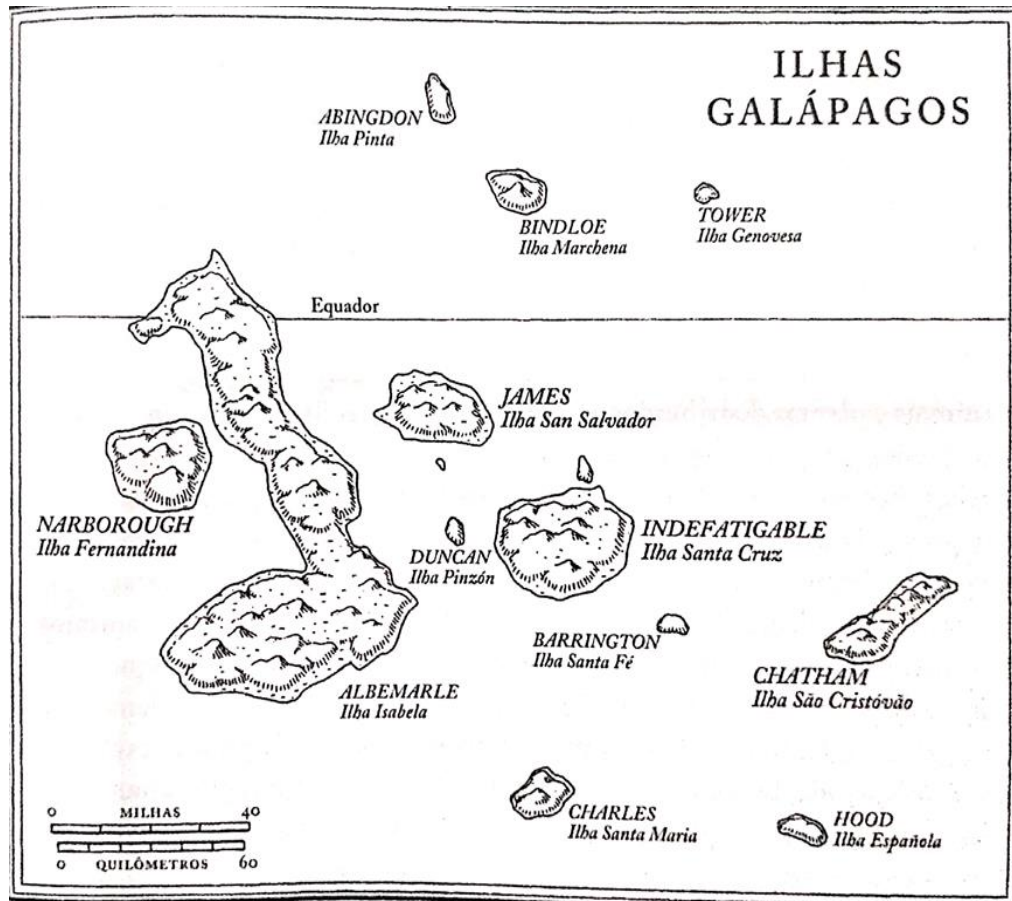 ILHAS
GALÁPAGOS
ABINGDON
Ilha Pinta
BINDLOE
Ilha Marchena
TOWER
Ilha Genovesa
Equador
JAMES
Ilha San Salvador
NARBOROUGH
Ilha Fernandina
DUNCAN
Ilha Pinzón
INDEFATIGABLE
Ilha Santa Cruz
BARRINGTON
Ilha Santa Fé
CHATHAM
Ilha São Cristóvão
ALBEMARLE
Ilha Isabela
CHARLES
Ilha Santa Maria
HOOD
Ilha Española
0 MILHAS 40
0 QUILÔMETROS 60